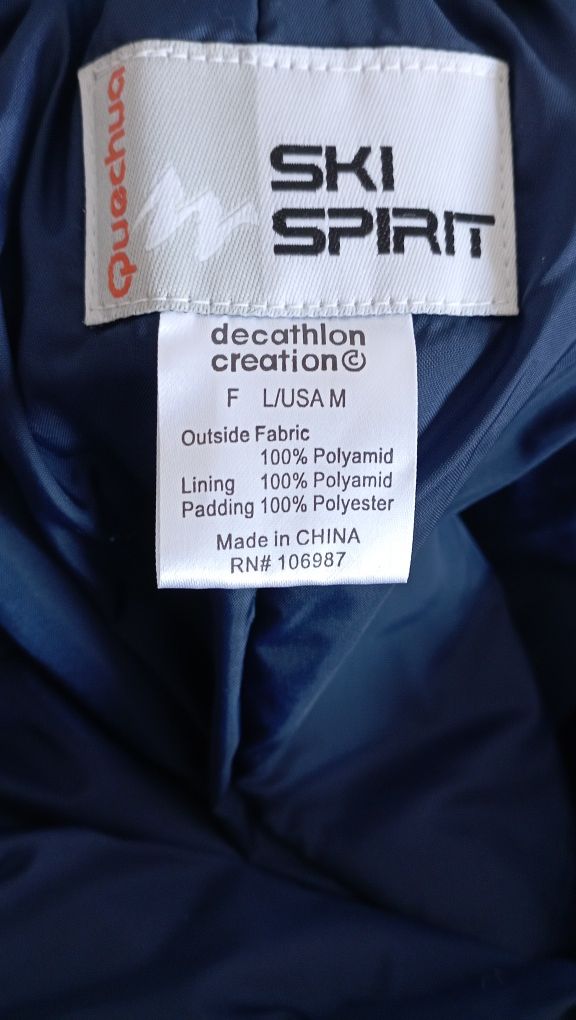 Quechua
SKI
SPIRIT
decathlon
creation©
F L/USA M
Outside Fabric
100% Polyamid
Lining 100% Polyamid
Padding 100% Polyester
Made in CHINA
RN# 106987